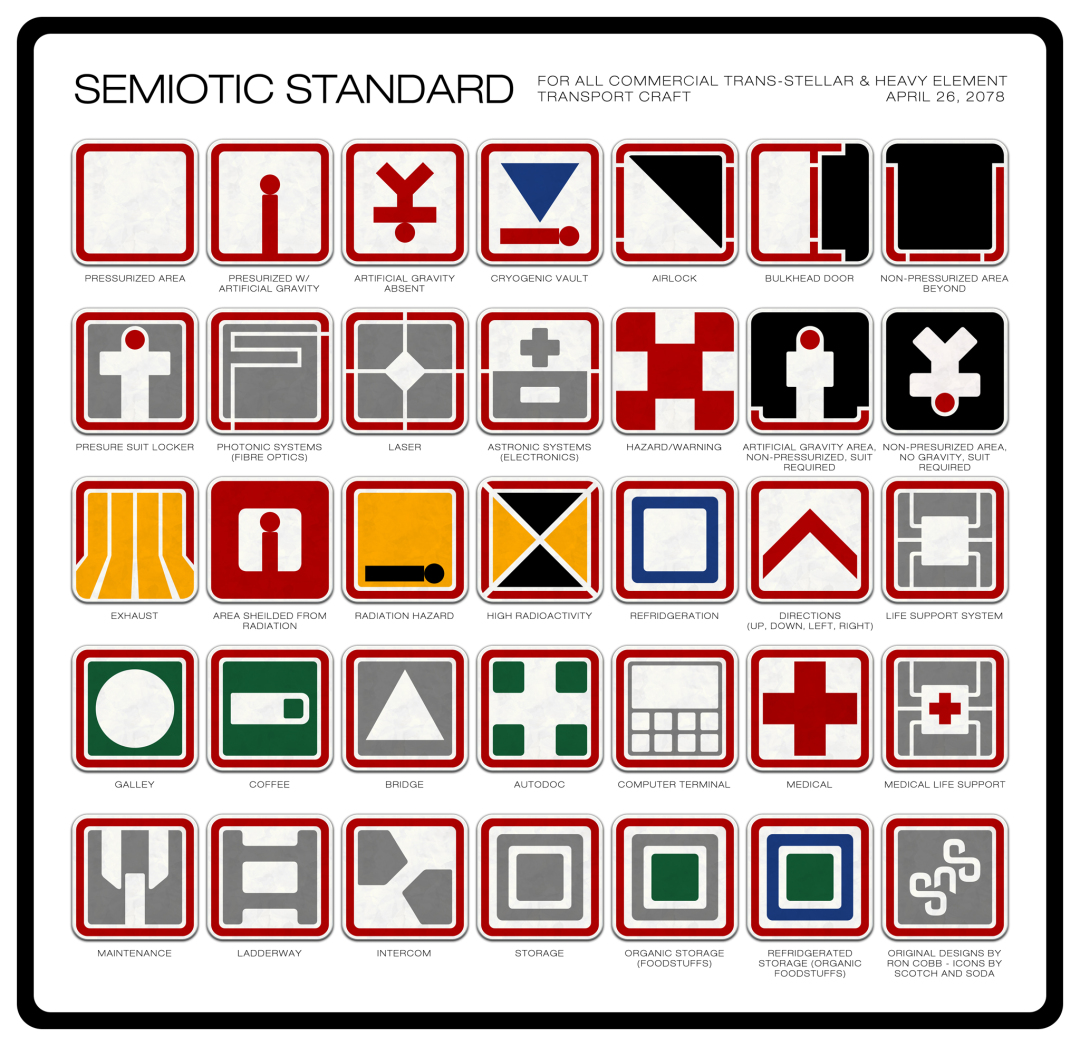 SEMIOTIC STANDARD
FOR ALL COMMERCIAL TRANS-STELLAR & HEAVY ELEMENT
TRANSPORT CRAFT APRIL 26, 2078
PRESSURIZED AREA
PRESURIZED W/
ARTIFICIAL GRAVITY
ARTIFICIAL GRAVITY
ABSENT
CRYOGENIC VAULT
AIRLOCK
BULKHEAD DOOR
NON-PRESSURIZED AREA
BEYOND
PRESURE SUIT LOCKER
PHOTONIC SYSTEMS
(FIBRE OPTICS)
LASER
ASTRONIC SYSTEMS
(ELECTRONICS)
HAZARD/WARNING
ARTIFICIAL GRAVITY AREA,
NON-PRESSURIZED, SUIT
REQUIRED
NON-PRESURIZED AREA,
NO GRAVITY, SUIT
REQUIRED
EXHAUST
AREA SHEILDED FROM
RADIATION
RADIATION HAZARD
HIGH RADIOACTIVITY
REFRIDGERATION
DIRECTIONS
(UP, DOWN, LEFT, RIGHT)
LIFE SUPPORT SYSTEM
GALLEY
COFFEE
BRIDGE
AUTODOC
COMPUTER TERMINAL
MEDICAL
MEDICAL LIFE SUPPORT
MAINTENANCE
LADDERWAY
INTERCOM
STORAGE
ORGANIC STORAGE
(FOODSTUFFS)
REFRIDGERATED
STORAGE (ORGANIC
FOODSTUFFS)
SnS
ORIGINAL DESIGNS BY
RON COBB - ICONS BY
SCOTCH AND SODA